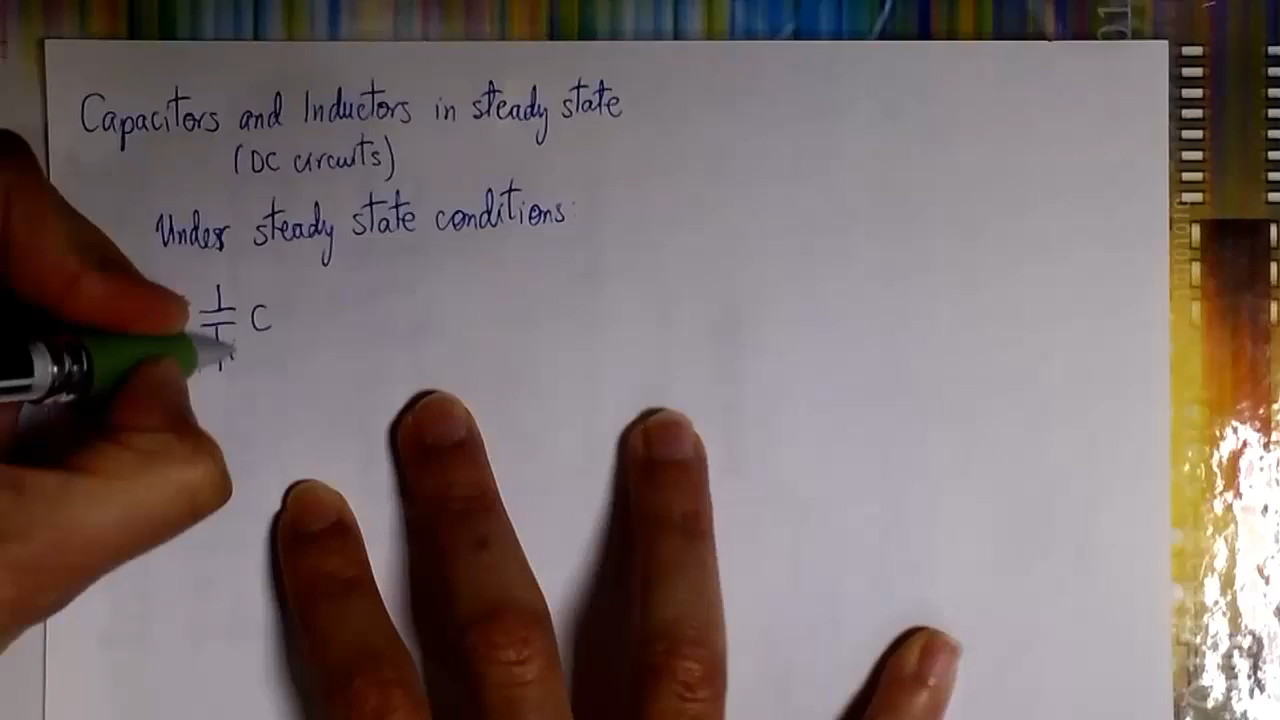 Capacitors and Inductors in steady state
(DC circuits)
Under steady state conditions:
C